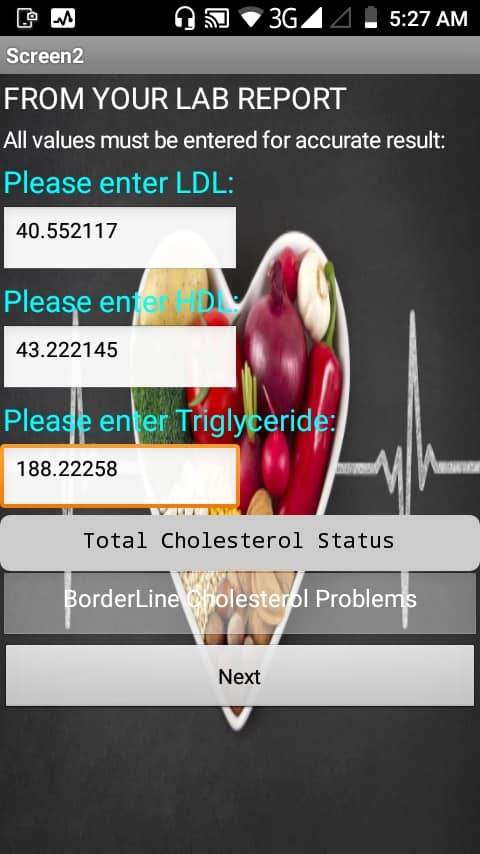 3G 5:27 AM
Screen2
FROM YOUR LAB REPORT
All values must be entered for accurate result:
Please enter LDL:
40.552117
Please enter HDL:
43.222145
Please enter Triglyceride:
188.22258
Total Cholesterol Status
BorderLine Cholesterol Problems
Next